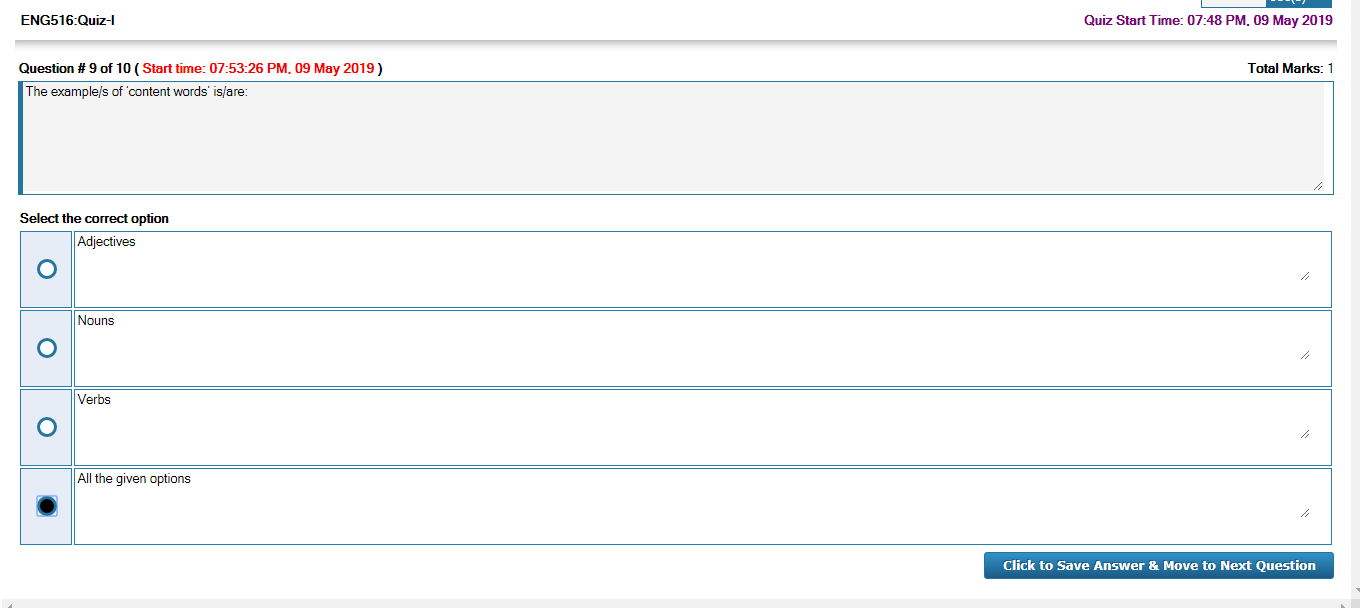 ENG516:Quiz-I
Quiz Start Time: 07:48 PM, 09 May 2019
Question # 9 of 10 ( Start time: 07:53:26 PM, 09 May 2019 )
Total Marks: 1
The example/s of 'content words' is/are:
Select the correct option
Adjectives
Nouns
Verbs
All the given options
Click to Save Answer & Move to Next Question